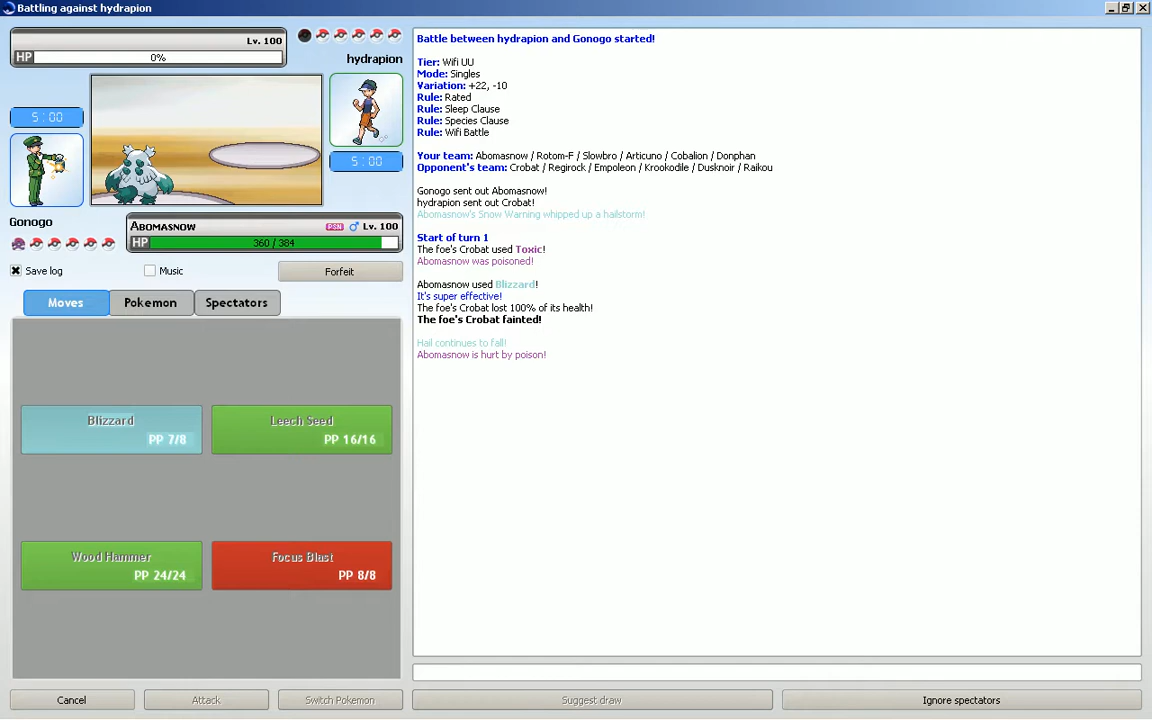 Battling against hydrapion
Lv. 100
HP 0%
hydrapion
5:00
5:00
Gonogo
ABOMASNOW PSN Lv. 100
HP 360 / 384
Save log
Music
Forfeit
Moves
Pokemon
Spectators
Blizzard
PP 7/8
Leech Seed
PP 16/16
Wood Hammer
PP 24/24
Focus Blast
PP 8/8
Cancel
Attack
Switch Pokemon
Battle between hydrapion and Gonogo started!
Tier: Wifi UU
Mode: Singles
Variation: +22, -10
Rule: Rated
Rule: Sleep Clause
Rule: Species Clause
Rule: Wifi Battle
Your team: Abomasnow / Rotom-F / Slowbro / Articuno / Cobalion / Donphan
Opponent's team: Crobat / Regirock / Empoleon / Krookodile / Dusknoir / Raikou
Gonogo sent out Abomasnow!
hydrapion sent out Crobat!
Abomasnow's Snow Warning whipped up a hailstorm!
Start of turn 1
The foe's Crobat used Toxic!
Abomasnow was poisoned!
Abomasnow used Blizzard!
It's super effective!
The foe's Crobat lost 100% of its health!
The foe's Crobat fainted!
Hail continues to fall!
Abomasnow is hurt by poison!
Suggest draw
Ignore spectators